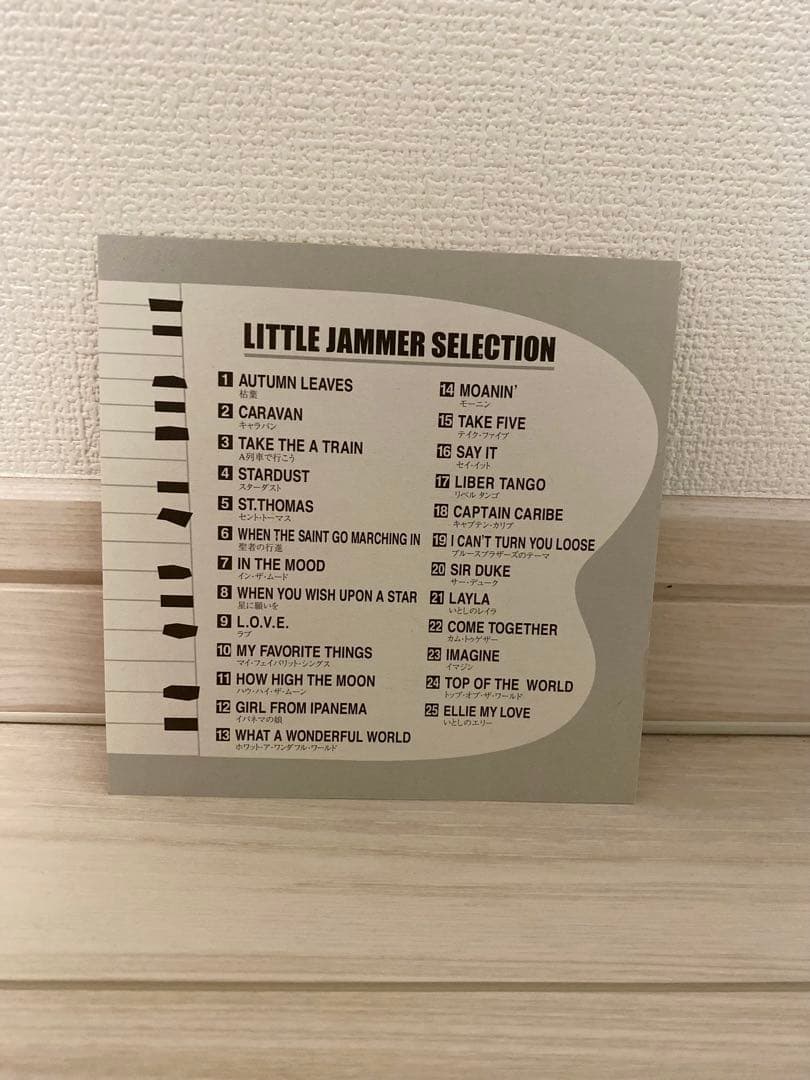 LITTLE JAMMER SELECTION
1 AUTUMN LEAVES
枯葉
2 CARAVAN
キャラバン
3 TAKE THE A TRAIN
A列車で行こう
4 STARDUST
スターダスト
5 ST.THOMAS
セント・トーマス
6 WHEN THE SAINT GO MARCHING IN
聖者の行進
7 IN THE MOOD
イン・ザ・ムード
8 WHEN YOU WISH UPON A STAR
星に願いを
9 L.O.V.E.
ラブ
10 MY FAVORITE THINGS
マイ・フェイバリット・シングス
11 HOW HIGH THE MOON
ハウ・ハイ・ザ・ムーン
12 GIRL FROM IPANEMA
イパネマの娘
13 WHAT A WONDERFUL WORLD
ホワット・ア・ワンダフル・ワールド
14 MOANIN'
モーニン
15 TAKE FIVE
テイク・ファイブ
16 SAY IT
セイ・イット
17 LIBER TANGO
リベル タンゴ
18 CAPTAIN CARIBE
キャプテン・カリブ
19 I CAN'T TURN YOU LOOSE
ブルースブラザーズのテーマ
20 SIR DUKE
サー・デューク
21 LAYLA
いとしのレイラ
22 COME TOGETHER
カム・トゥゲザー
23 IMAGINE
イマジン
24 TOP OF THE WORLD
トップ・オブ・ザ・ワールド
25 ELLIE MY LOVE
いとしのエリー